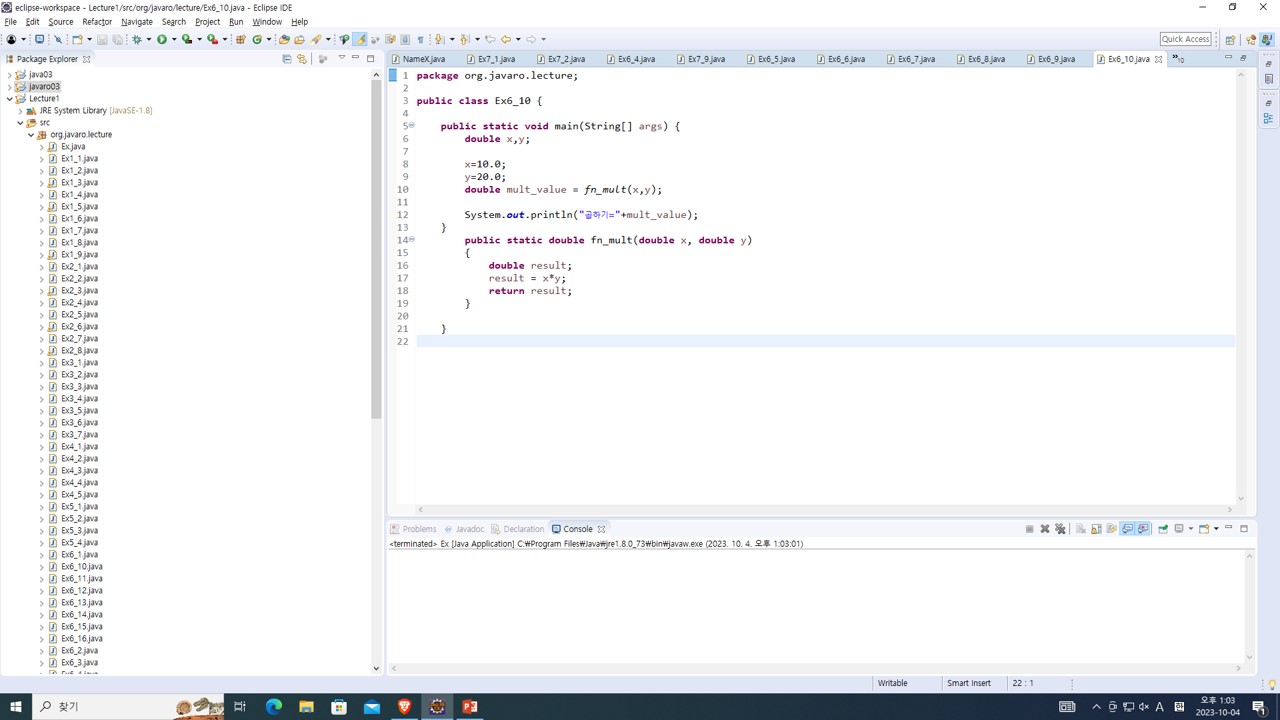 eclipse-workspace - Lecture1/src/org/javaro/lecture/Ex6_10.java - Eclipse IDE
File Edit Source Refactor Navigate Search Project Run Window Help
Quick Access
Package Explorer
java03
javaro03
Lecture1
JRE System Library [JavaSE-1.8]
src
org.javaro.lecture
Ex.java
Ex1_1.java
Ex1_2.java
Ex1_3.java
Ex1_4.java
Ex1_5.java
Ex1_6.java
Ex1_7.java
Ex1_8.java
Ex1_9.java
Ex2_1.java
Ex2_2.java
Ex2_3.java
Ex2_4.java
Ex2_5.java
Ex2_6.java
Ex2_7.java
Ex2_8.java
Ex3_1.java
Ex3_2.java
Ex3_3.java
Ex3_4.java
Ex3_5.java
Ex3_6.java
Ex3_7.java
Ex4_1.java
Ex4_2.java
Ex4_3.java
Ex4_4.java
Ex4_5.java
Ex5_1.java
Ex5_2.java
Ex5_3.java
Ex5_4.java
Ex6_1.java
Ex6_10.java
Ex6_11.java
Ex6_12.java
Ex6_13.java
Ex6_14.java
Ex6_15.java
Ex6_16.java
Ex6_2.java
Ex6_3.java
NameX.java Ex7_1.java Ex7_2.java Ex6_4.java Ex7_9.java Ex6_5.java Ex6_6.java Ex6_7.java Ex6_8.java Ex6_9.java Ex6_10.java »10
1 package org.javaro.lecture;
2
3 public class Ex6_10 {
4
5 public static void main(String[] args) {
6 double x,y;
7
8 x=10.0;
9 y=20.0;
10 double mult_value = fn_mult(x,y);
11
12 System.out.println("곱하기="+mult_value);
13 }
14 public static double fn_mult(double x, double y)
15 {
16 double result;
17 result = x*y;
18 return result;
19 }
20
21 }
22
Problems Javadoc Declaration Console
<terminated> Ex [Java Application] C:₩Program Files₩Java₩jre1.8.0_73₩bin₩javaw.exe (2023. 10. 4. 오후 1:03:01)
Writable Smart Insert 22 : 1
찾기
A 오후 1:03
2023-10-04